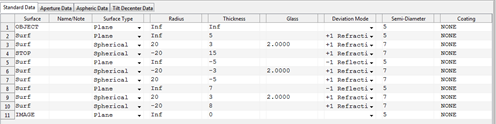 Standard Data Aperture Data Aspheric Data Tilt Decenter Data
Surface Name/Note Surface Type Radius Thickness Glass Deviation Mode Semi-Diameter Coating
1 OBJECT Plane Inf Inf 5 NONE
2 Surf Plane Inf 5 +1 Refracti 5 NONE
3 Surf Spherical 20 3 2.0000 +1 Refracti 7 NONE
4 STOP Spherical -20 15 +1 Refracti 7 NONE
5 Surf Plane Inf -5 -1 Reflecti 5 NONE
6 Surf Spherical -20 -3 2.0000 +1 Refracti 7 NONE
7 Surf Spherical 20 -5 +1 Refracti 7 NONE
8 Surf Plane Inf 7 -1 Reflecti 5 NONE
9 Surf Spherical 20 3 2.0000 +1 Refracti 7 NONE
10 Surf Spherical -20 8 +1 Refracti 7 NONE
11 IMAGE Plane Inf 0 5 NONE